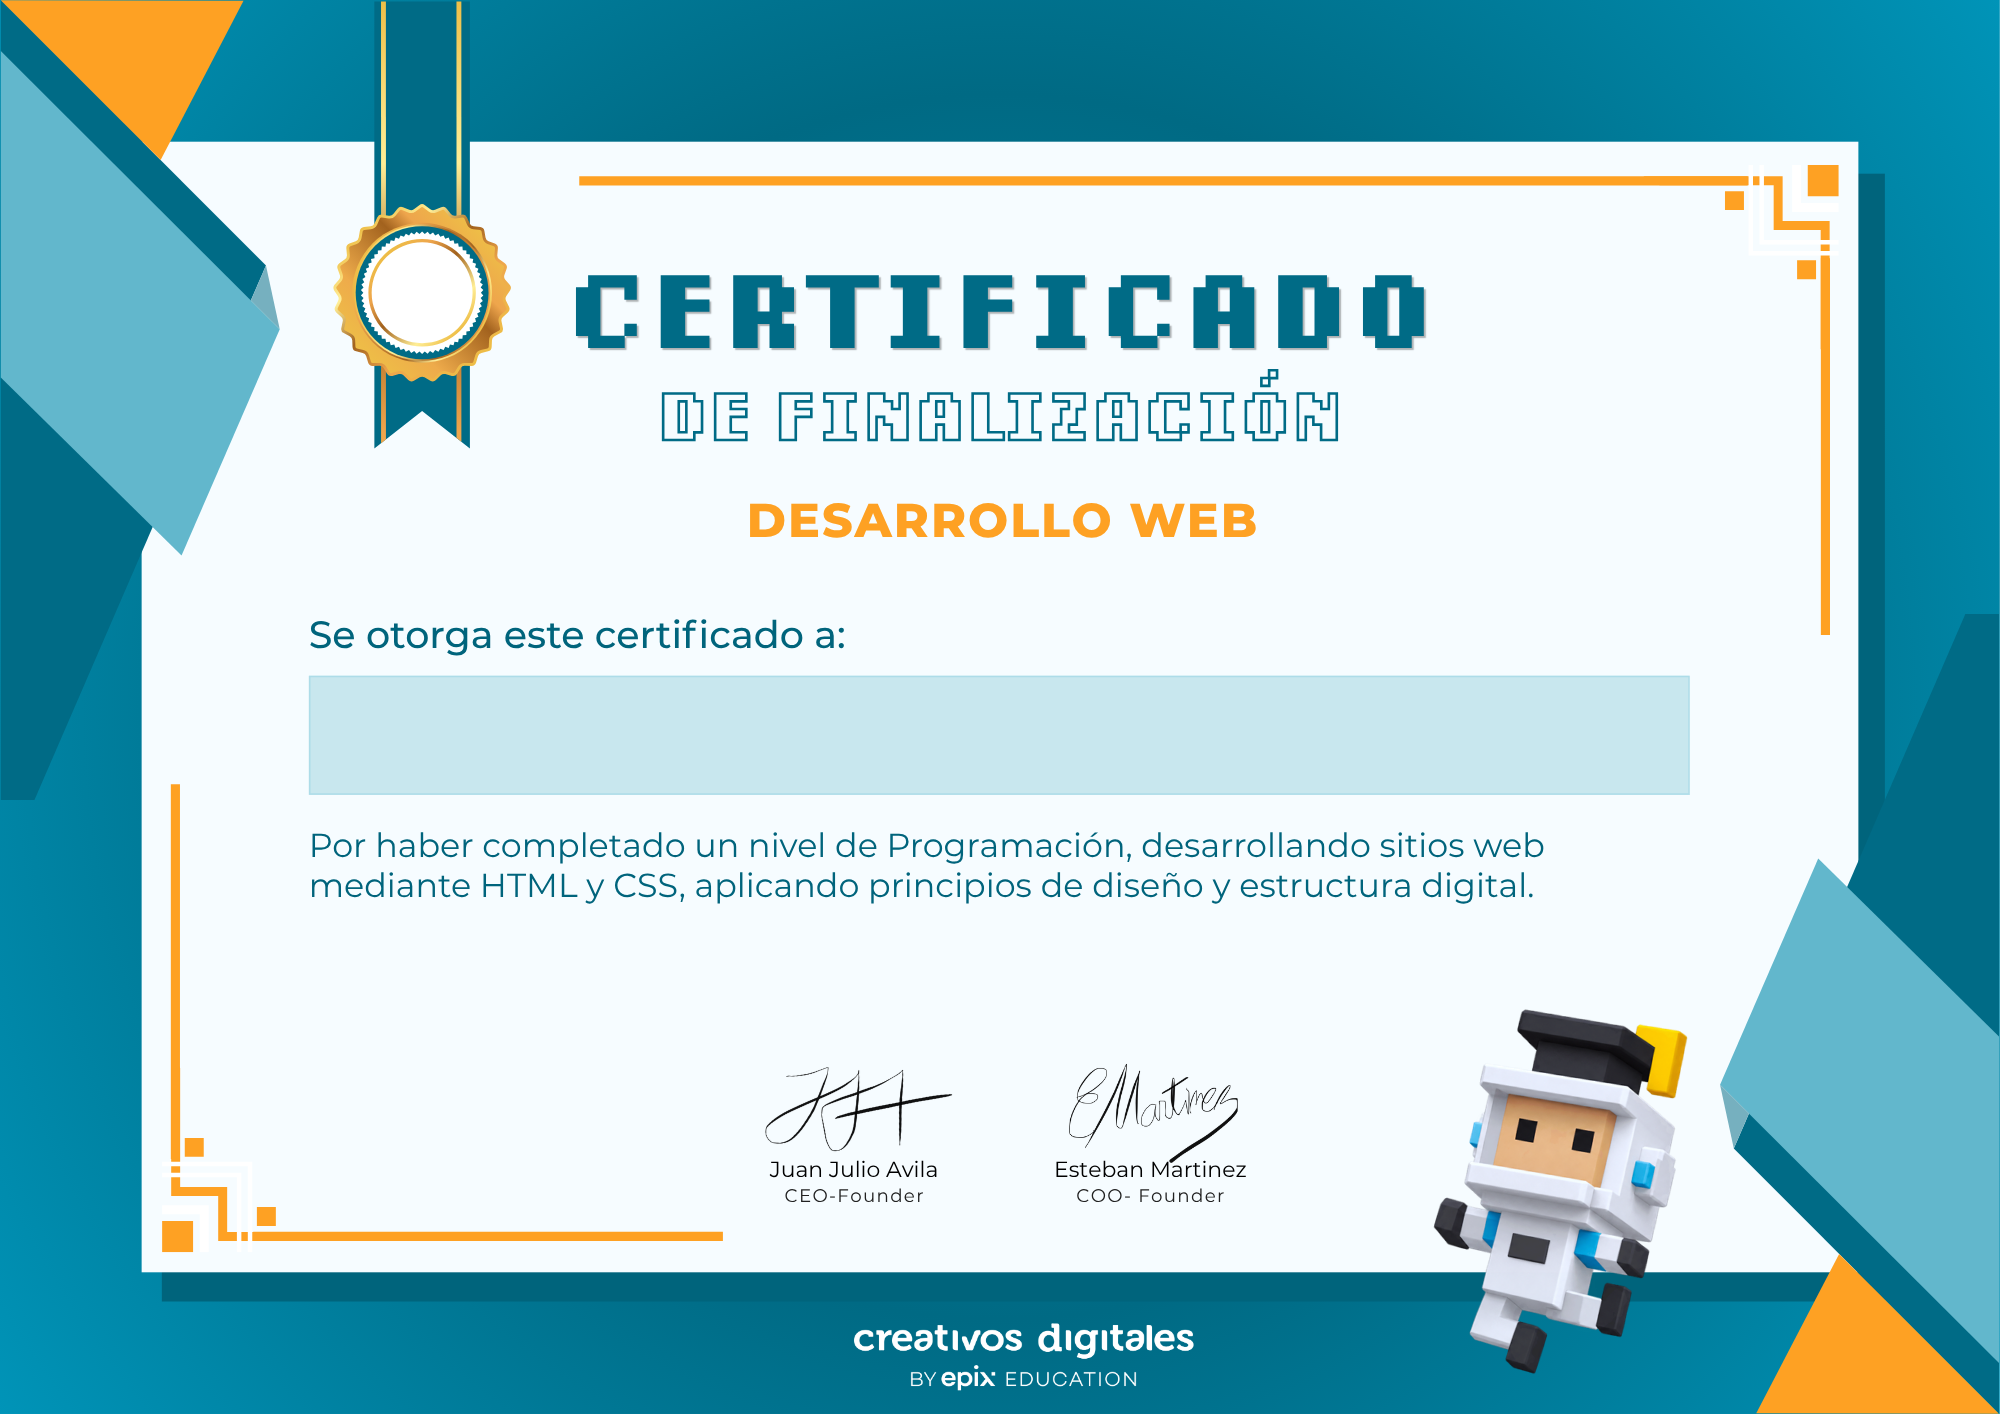 CERTIFICADO
DE FINALIZACIÓN
DESARROLLO WEB
Se otorga este certificado a:
Por haber completado un nivel de Programación, desarrollando sitios web
mediante HTML y CSS, aplicando principios de diseño y estructura digital.
EMartinez
Juan Julio Avila
CEO-Founder
Esteban Martinez
COO- Founder
creativos digitales
BY epix EDUCATION